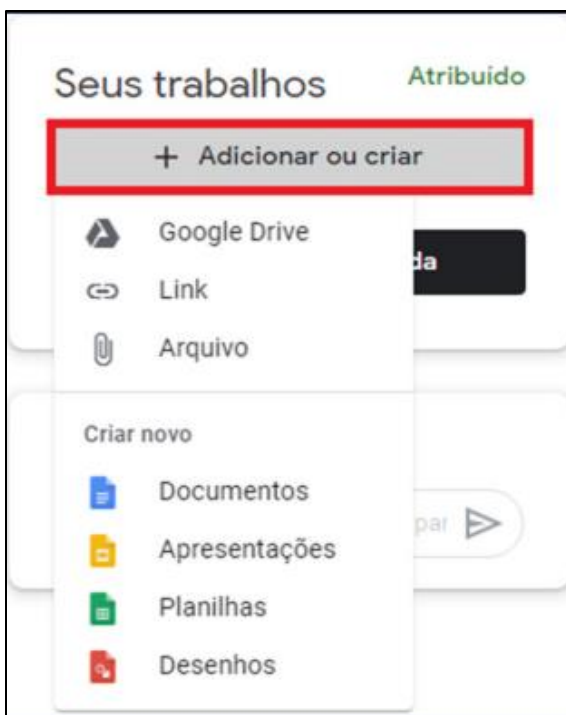 Seus trabalhos Atribuído
+ Adicionar ou criar
Google Drive
Link
Arquivo
Criar novo
Documentos
Apresentações
Planilhas
Desenhos